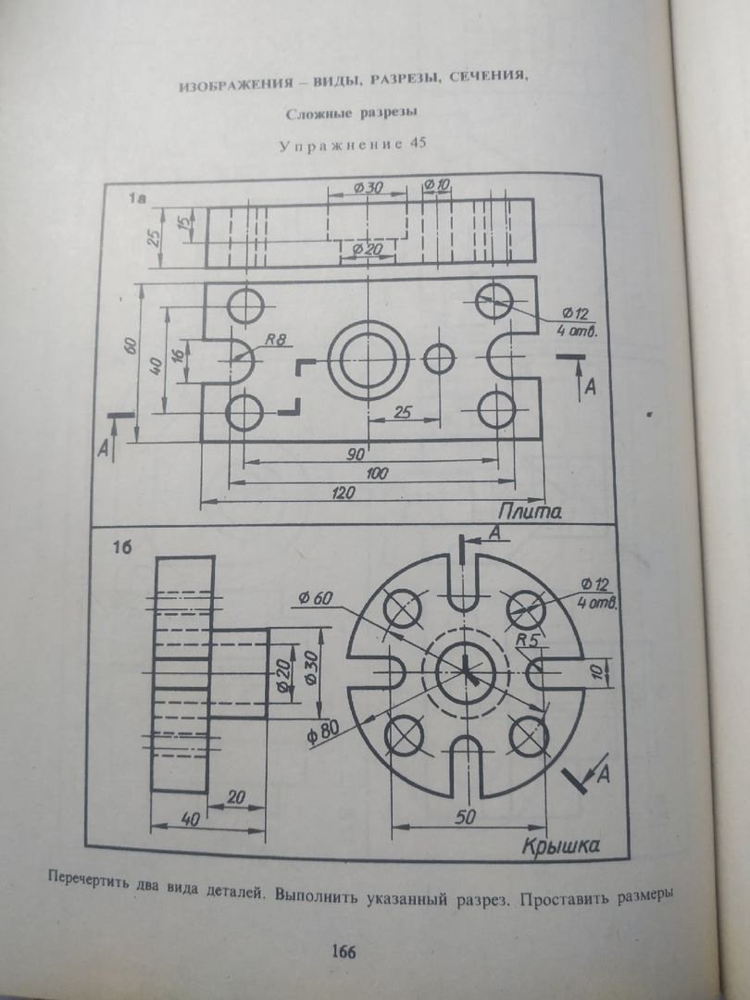 ИЗОБРАЖЕНИЯ – ВИДЫ, РАЗРЕЗЫ, СЕЧЕНИЯ,
Сложные разрезы
Упражнение 45
1а
Ø30
Ø10
25
15
Ø20
Ø12
4 отв.
R8
60
40
16
А
А
25
90
100
120
Плита
1б
А
Ø60
Ø12
4 отв.
R5
Ø20
Ø30
10
Ø80
А
20
40
50
Крышка
Перечертить два вида деталей. Выполнить указанный разрез. Проставить размеры
166